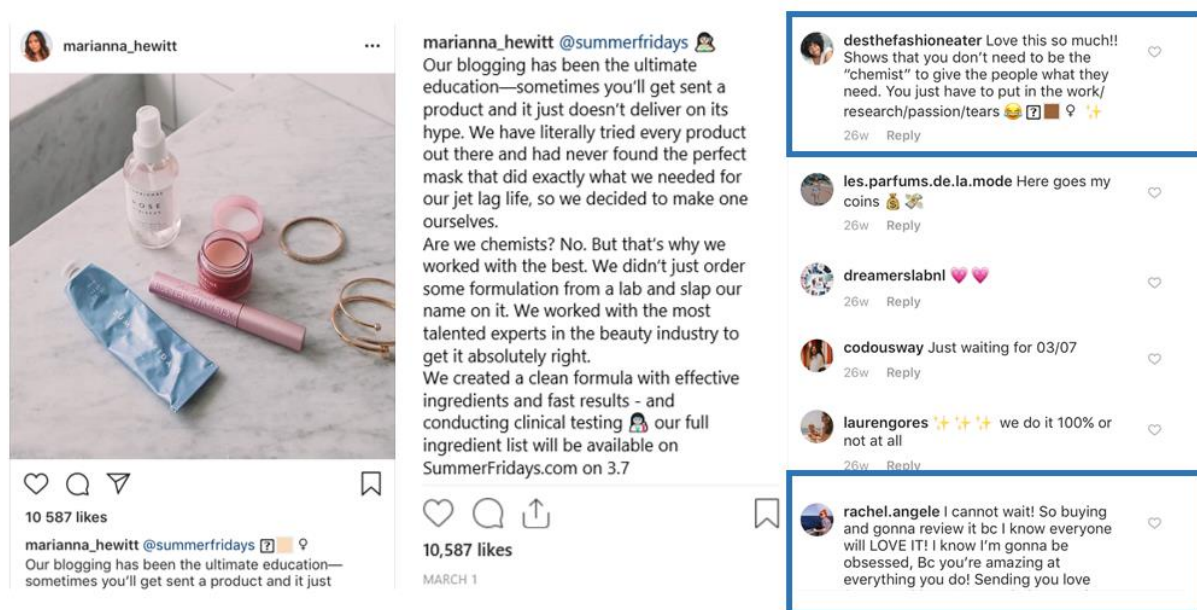 marianna_hewitt
...
ROSE
10 587 likes
marianna_hewitt @summerfridays
Our blogging has been the ultimate education—
sometimes you'll get sent a product and it just
marianna_hewitt @summerfridays
Our blogging has been the ultimate
education—sometimes you'll get sent a
product and it just doesn't deliver on its
hype. We have literally tried every product
out there and had never found the perfect
mask that did exactly what we needed for
our jet lag life, so we decided to make one
ourselves.
Are we chemists? No. But that's why we
worked with the best. We didn't just order
some formulation from a lab and slap our
name on it. We worked with the most
talented experts in the beauty industry to
get it absolutely right.
We created a clean formula with effective
ingredients and fast results - and
conducting clinical testing 👩‍🔬 our full
ingredient list will be available on
SummerFridays.com on 3.7
10,587 likes
MARCH 1
desthefashioneater Love this so much!!
Shows that you don't need to be the
"chemist" to give the people what they
need. You just have to put in the work/
research/passion/tears 😂 ♀ ✨
26w Reply
les.parfums.de.la.mode Here goes my
coins 💰 💸
26w Reply
dreamerslabnl 💗 💗
26w Reply
codousway Just waiting for 03/07
26w Reply
laurengores ✨ ✨ ✨ we do it 100% or
not at all
26w Reply
rachel.angele I cannot wait! So buying
and gonna review it bc I know everyone
will LOVE IT! I know I'm gonna be
obsessed, Bc you're amazing at
everything you do! Sending you love